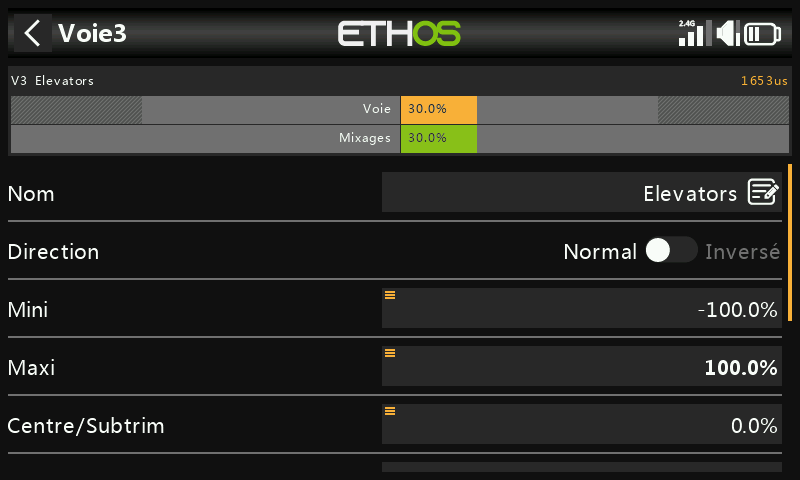 Voie3
ETHOS
2.4G
V3 Elevators
1653us
Voie 30.0%
Mixages 30.0%
Nom Elevators
Direction Normal Inversé
Mini -100.0%
Maxi 100.0%
Centre/Subtrim 0.0%